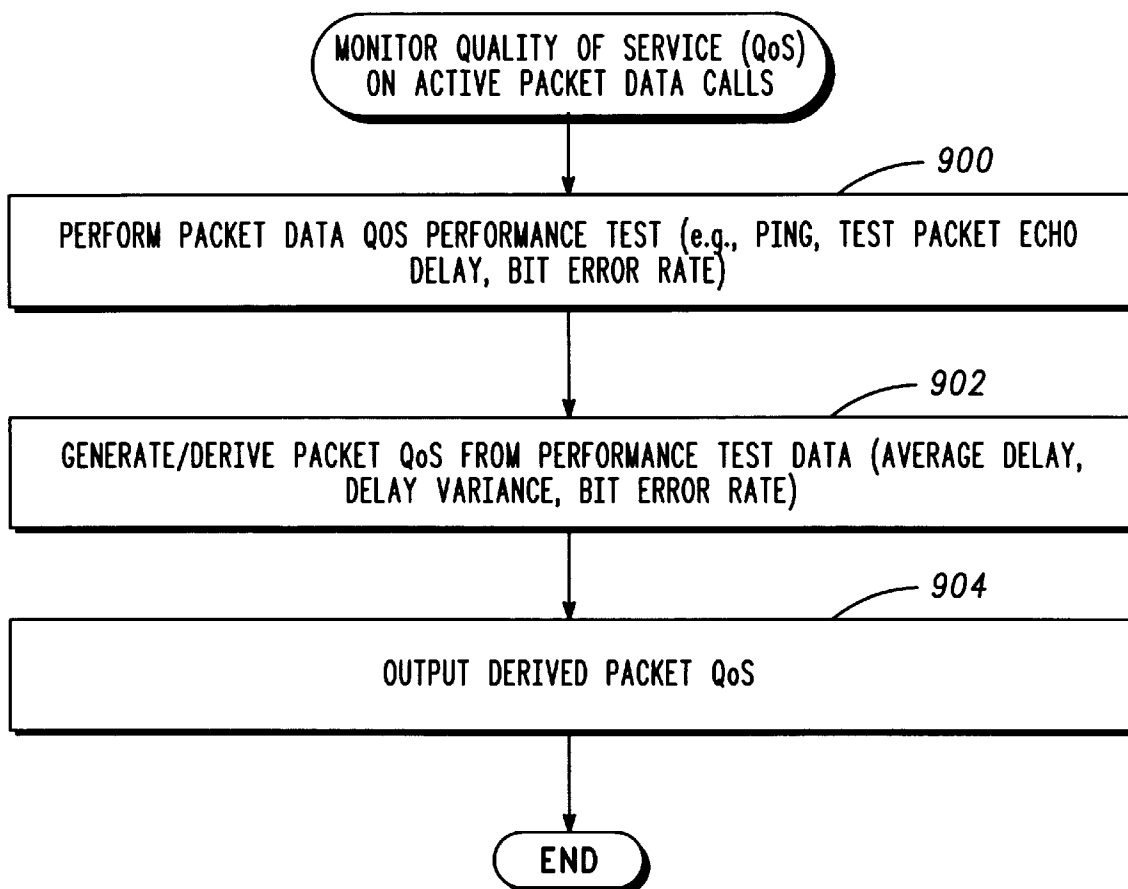 MONITOR QUALITY OF SERVICE (QoS)
ON ACTIVE PACKET DATA CALLS
900
PERFORM PACKET DATA QOS PERFORMANCE TEST (e.g., PING, TEST PACKET ECHO
DELAY, BIT ERROR RATE)
902
GENERATE/DERIVE PACKET QoS FROM PERFORMANCE TEST DATA (AVERAGE DELAY,
DELAY VARIANCE, BIT ERROR RATE)
904
OUTPUT DERIVED PACKET QoS
END